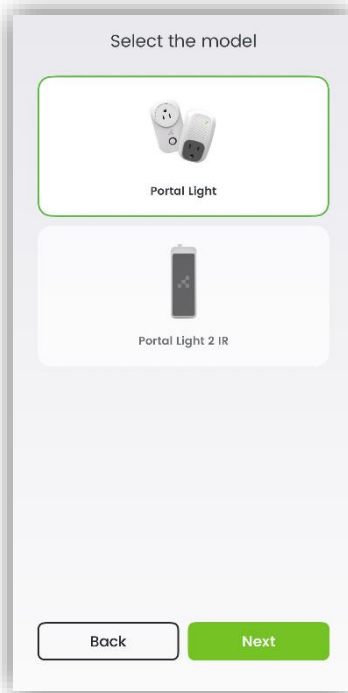 Select the model
Portal Light
Portal Light 2 IR
Back
Next